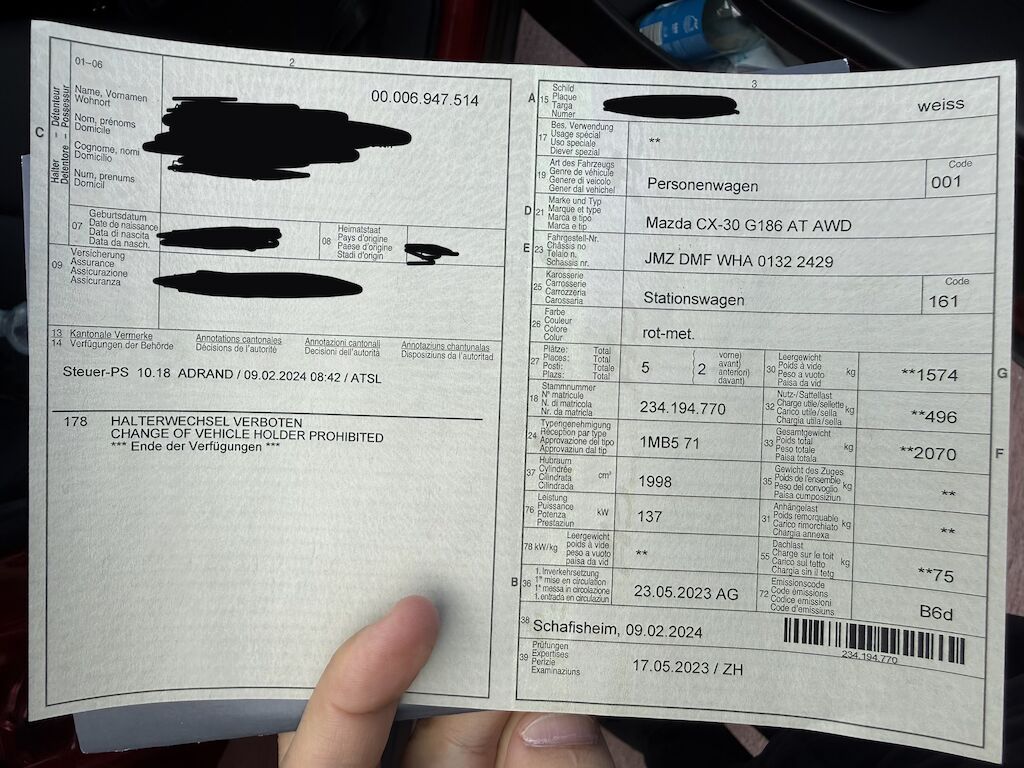 01–06
2
C
Halter – Détenteur
Detentore – Possessur
Name, Vornamen
Wohnort
Nom, prénoms
Domicile
Cognome, nomi
Domicilio
Num, prenums
Domicil
00.006.947.514
07
Geburtsdatum
Date de naissance
Data di nascita
Data da nasch.
08
Heimatstaat
Pays d'origine
Paese d'origine
Stadi d'origin
09
Versicherung
Assurance
Assicurazione
Assicuranza
13 Kantonale Vermerke Annotations cantonales Annotazioni cantonali Annotaziuns chantunalas
14 Verfügungen der Behörde Décisions de l'autorité Decisioni dell'autorità Disposiziuns da l'autoritad
Steuer-PS 10.18 ADRAND / 09.02.2024 08:42 / ATSL
178 HALTERWECHSEL VERBOTEN
CHANGE OF VEHICLE HOLDER PROHIBITED
*** Ende der Verfügungen ***
3
A 15
Schild
Plaque
Targa
Numer
weiss
17
Bes. Verwendung
Usage spécial
Uso speciale
Diever spezial
**
19
Art des Fahrzeugs
Genre de véhicule
Genere di veicolo
Gener dal vehichel
Personenwagen
Code
001
D 21
Marke und Typ
Marque et type
Marca e tipo
Marca e tip
Mazda CX-30 G186 AT AWD
E 23
Fahrgestell-Nr.
Châssis no
Telaio n.
Schassis nr.
JMZ DMF WHA 0132 2429
25
Karosserie
Carrosserie
Carrozzeria
Carossaria
Stationswagen
Code
161
26
Farbe
Couleur
Colore
Colur
rot-met.
27
Plätze: Total
Places: Total
Posti: Totale
Plazs: Total
5
2
vorne)
avant)
anteriori)
davant)
30
Leergewicht
Poids à vide
Peso a vuoto
Paisa da vid
kg
**1574
G
18
Stammnummer
N° matricule
N. di matricola
Nr. da matricla
234.194.770
32
Nutz-/Sattellast
Charge utile/sellette
Carico utile/sella
Chargia utila/sella
kg
**496
24
Typengenehmigung
Réception par type
Approvazione del tipo
Approvaziun dal tip
1MB5 71
33
Gesamtgewicht
Poids total
Peso totale
Paisa totala
kg
**2070
F
37
Hubraum
Cylindrée
Cilindrata
Cilindrada
cm³
1998
35
Gewicht des Zuges
Poids de l'ensemble
Peso del convoglio
Paisa cumposiziun
kg
**
76
Leistung
Puissance
Potenza
Prestaziun
kW
137
31
Anhängelast
Poids remorquable
Carico rimorchiato
Chargia annexa
kg
**
78 kW/kg
Leergewicht
poids à vide
peso a vuoto
paisa da vid
**
55
Dachlast
Charge sur le toit
Carico sul tetto
Chargia sin il tetg
kg
**75
B 36
1. Inverkehrsetzung
1re mise en circulation
1a messa in circolazione
1. entrada en circulaziun
23.05.2023 AG
72
Emissionscode
Code émissions
Codice emissioni
Code d'emissiuns
B6d
38
Schafisheim, 09.02.2024
234.194.770
39
Prüfungen
Expertises
Perizie
Examinaziuns
17.05.2023 / ZH